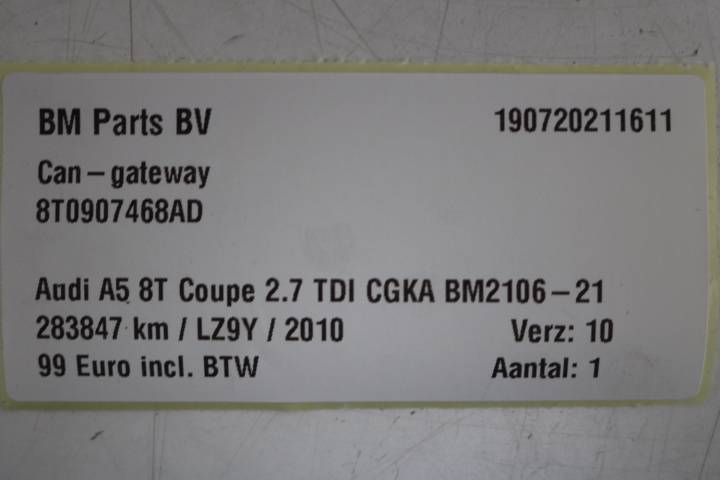 BM Parts BV 190720211611
Can-gateway
8T0907468AD
Audi A5 8T Coupe 2.7 TDI CGKA BM2106-21
283847 km / LZ9Y / 2010 Verz: 10
99 Euro incl. BTW Aantal: 1